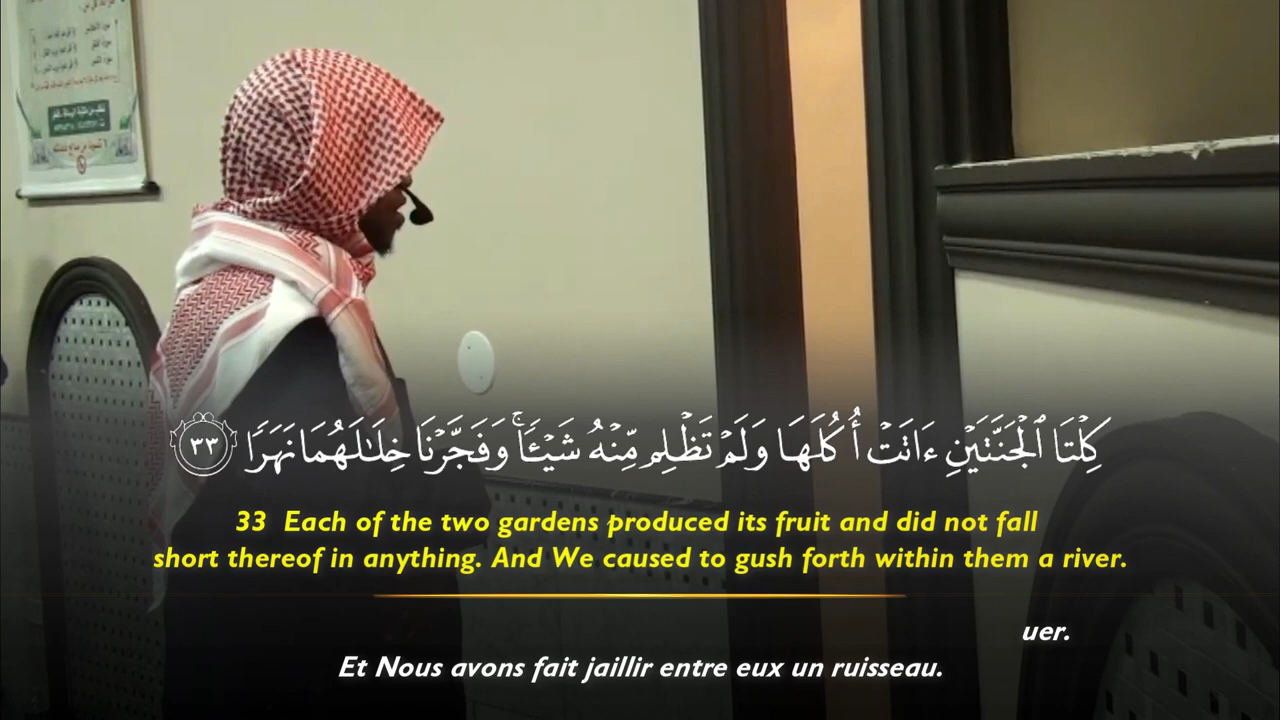 كِلْتَا ٱلْجَنَّتَيْنِ ءَاتَتْ أُكُلَهَا وَلَمْ تَظْلِم مِّنْهُ شَيْـًٔا ۚ وَفَجَّرْنَا خِلَـٰلَهُمَا نَهَرًا ٣٣
33 Each of the two gardens produced its fruit and did not fall
short thereof in anything. And We caused to gush forth within them a river.
uer.
Et Nous avons fait jaillir entre eux un ruisseau.